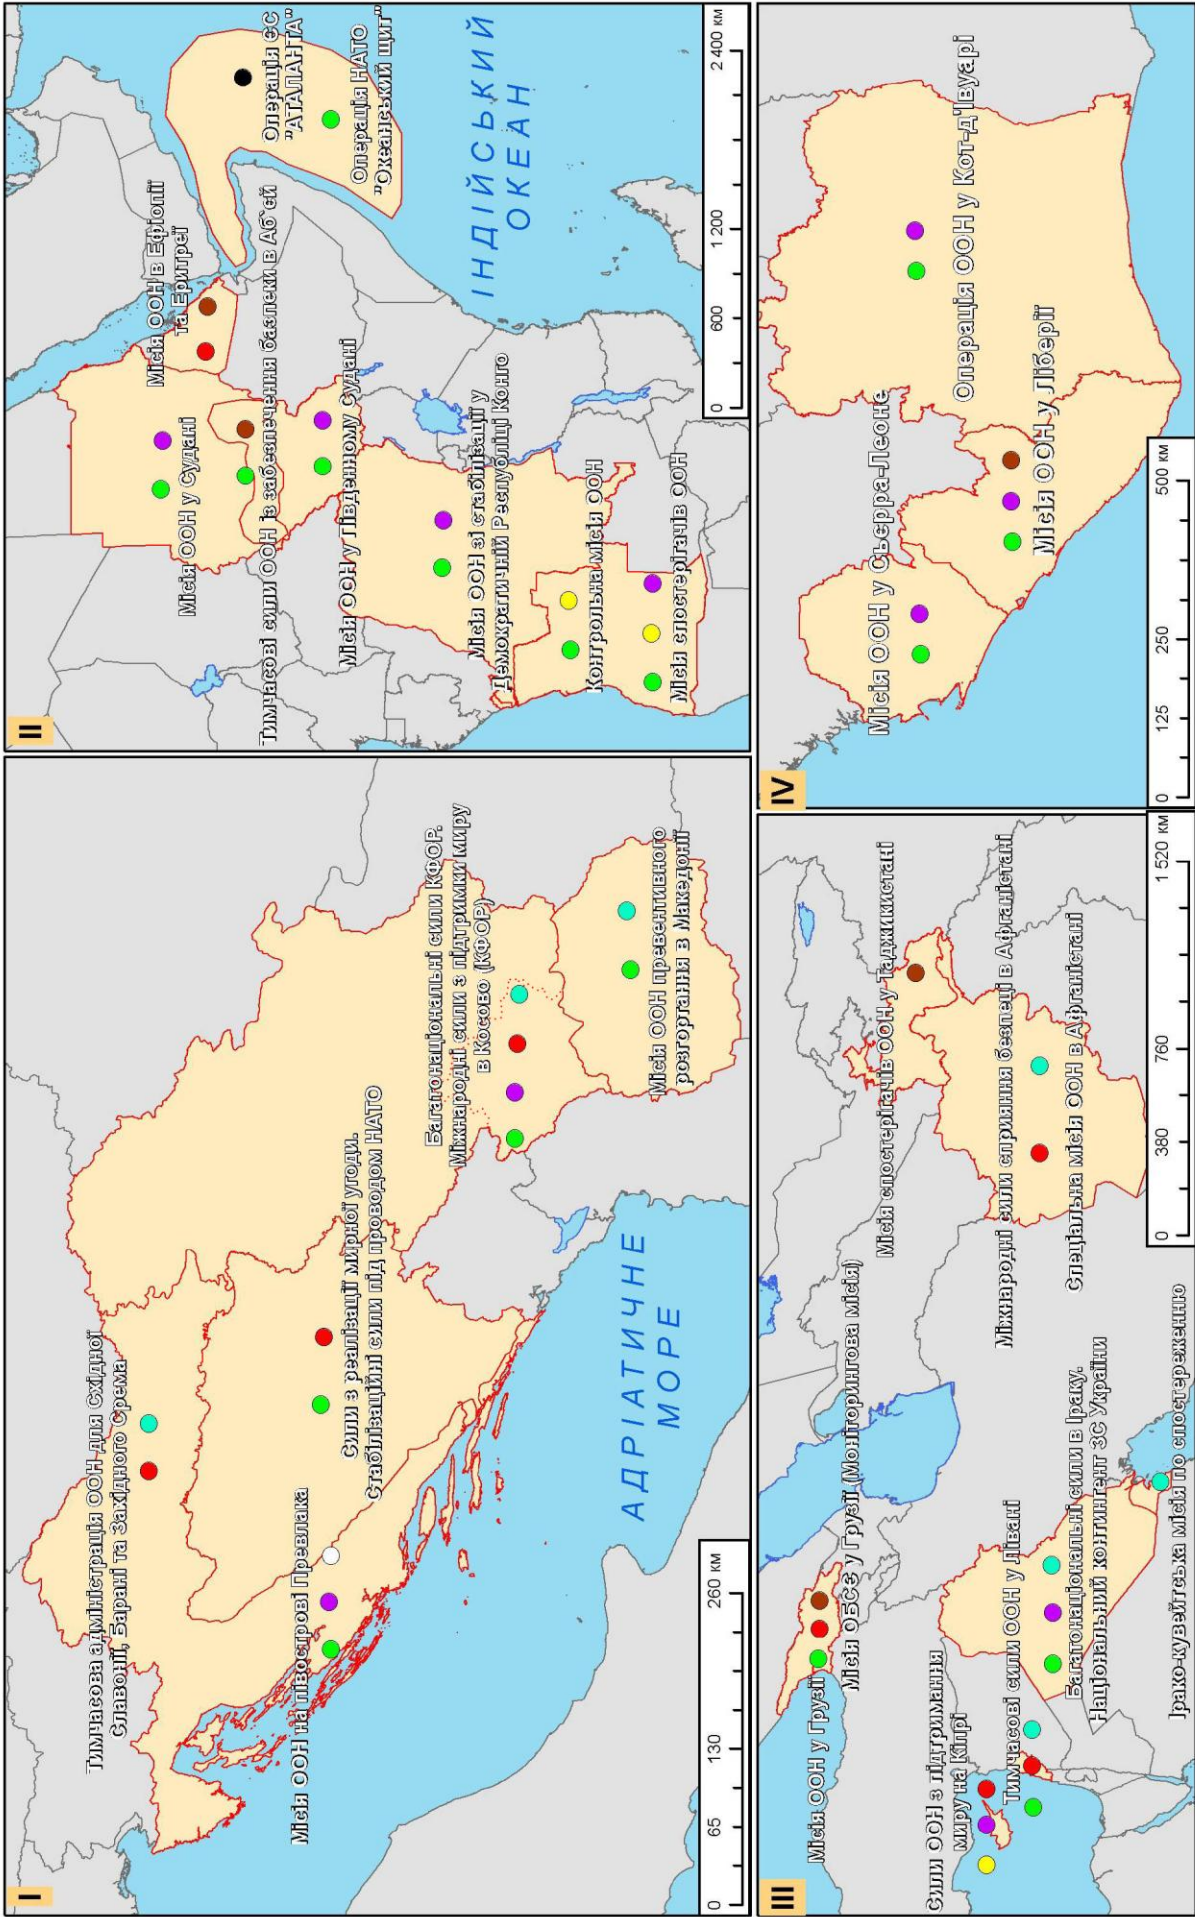 I
Тимчасова адміністрація ООН для Східної
Славонії, Барані та Західного Срема
Сили з реалізації мирної угоди.
Стабілізаційні сили під проводом НАТО
Місія ООН на півострові Превлака
Багатонаціональні сили КФОР.
Міжнародні сили з підтримки миру
в Косово (КФОР)
Місія ООН превентивного
розгортання в Македонії
АДРІАТИЧНЕ
МОРЕ
0 65 130 260 км
II
Місія ООН в Ефіопії
та Еритреї
Місія ООН у Судані
Тимчасові сили ООН із забезпечення базпеки в Аб'єй
Місія ООН у Південному Судані
Місія ООН зі стабілізації у
Демократичній Республіці Конго
Контрольна місія ООН
Місія спостерігачів ООН
Операція ЄС
"АТАЛАНТА"
Операція НАТО
"Океанський щит"
ІНДІЙСЬКИЙ
ОКЕАН
0 600 1 200 2 400 км
III
Місія ООН у Грузії
Місія ОБСЄ у Грузії (Моніторингова місія)
Сили ООН з підтримання
миру на Кіпрі
Тимчасові сили ООН у Лівані
Багатонаціональні сили в Іраку.
Національний контингент ЗС України
Ірако-кувейтська місія по спостереженню
Місія спостерігачів ООН у Таджикистані
Міжнародні сили сприяння безпеці в Афганістані
Спеціальна місія ООН в Афганістані
0 380 760 1 520 км
IV
Місія ООН у Сьєрра-Леоне
Місія ООН у Ліберії
Операція ООН у Кот-д'Івуарі
0 125 250 500 км